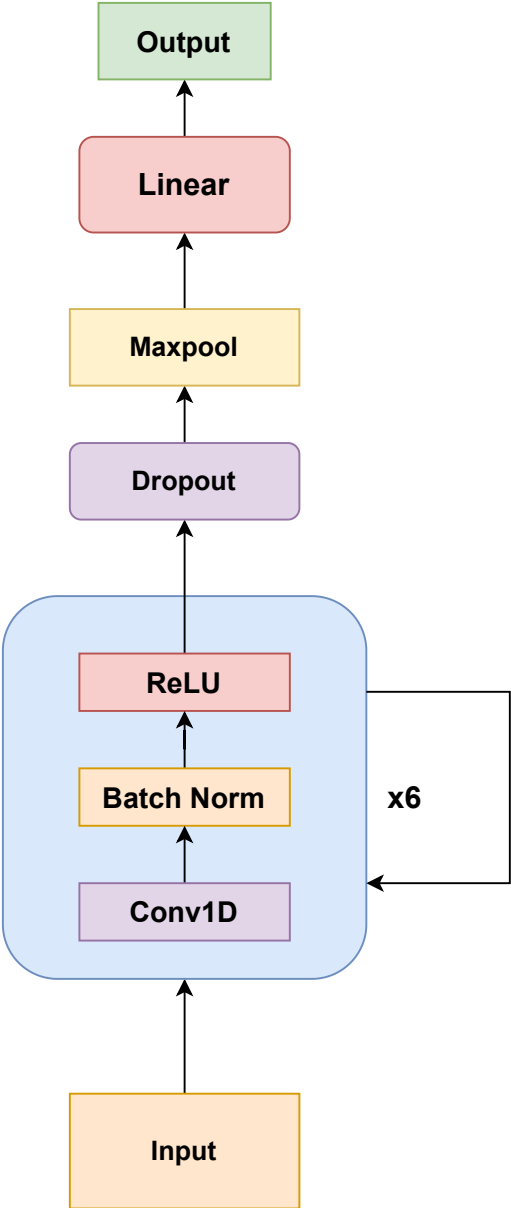 Output
Linear
Maxpool
Dropout
ReLU
Batch Norm
x6
Conv1D
Input